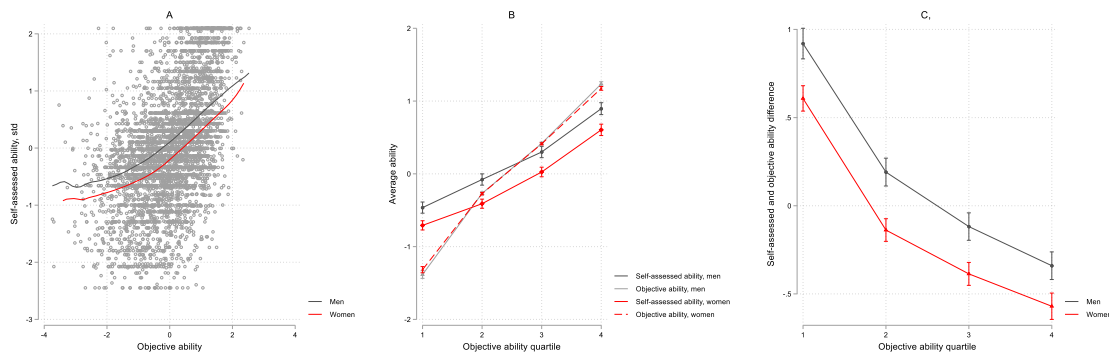 A
Self-assessed ability, std
2
1
0
-1
-2
-3
-4
-2
0
2
4
Objective ability
Men
Women
B
Average ability
2
1
0
-1
-2
1
2
3
4
Objective ability quartile
Self-assessed ability, men
Objective ability, men
Self-assessed ability, women
Objective ability, women
C,
Self-assessed and objective ability difference
1
.5
0
-.5
1
2
3
4
Objective ability quartile
Men
Women